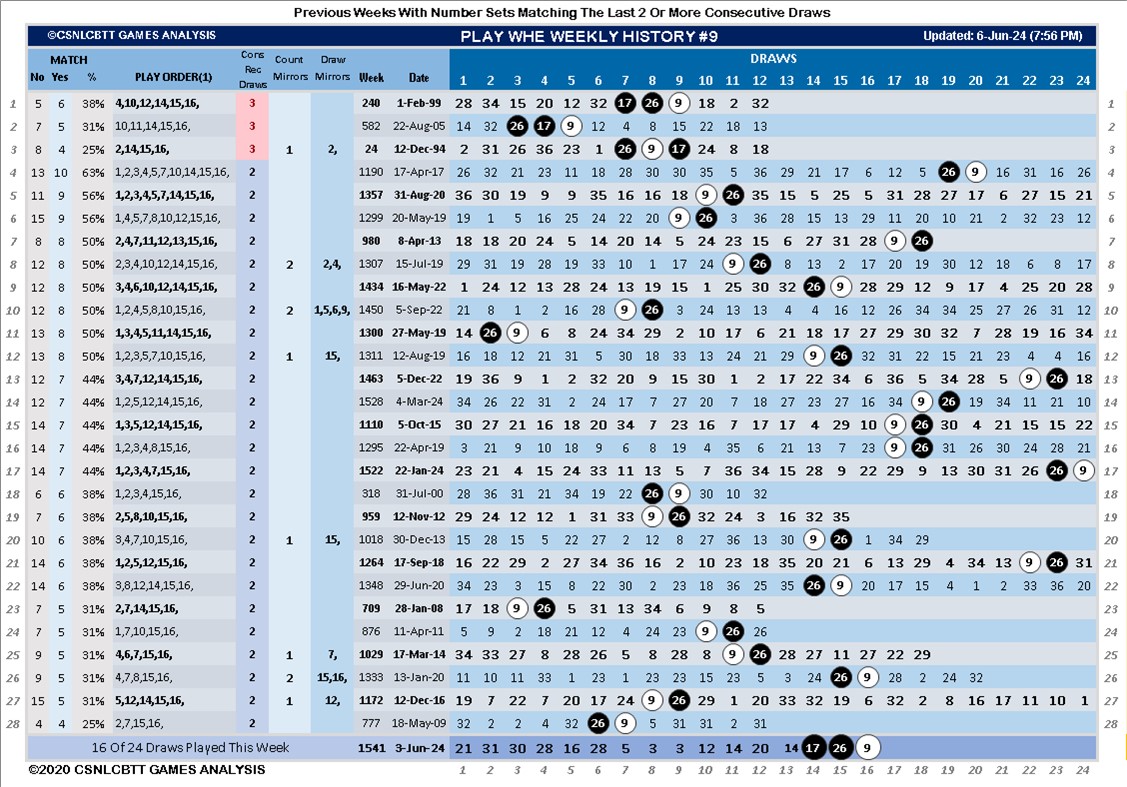 Previous Weeks With Number Sets Matching The Last 2 Or More Consecutive Draws
©CSNLCBTT GAMES ANALYSIS PLAY WHE WEEKLY HISTORY #9 Updated: 6-Jun-24 (7:56 PM)
MATCH Cons Rec Draws Count Mirrors Draw Mirrors DRAWS
No Yes % PLAY ORDER(1) Week Date 1 2 3 4 5 6 7 8 9 10 11 12 13 14 15 16 17 18 19 20 21 22 23 24
1 5 6 38% 4,10,12,14,15,16, 3 240 1-Feb-99 28 34 15 20 12 32 17 26 9 18 2 32 1
2 7 5 31% 10,11,14,15,16, 3 582 22-Aug-05 14 32 26 4 5 12 4 8 15 22 18 13 2
3 8 4 25% 2,14,15,16, 3 1 2, 24 12-Dec-94 2 31 26 36 23 1 26 9 17 24 8 18 3
4 13 10 63% 1,2,3,4,5,7,10,14,15,16, 2 1190 17-Apr-17 26 32 21 23 11 18 28 30 30 35 5 36 29 21 17 6 12 5 26 9 16 31 16 26 4
5 11 9 56% 1,2,3,4,5,7,14,15,16, 2 1357 31-Aug-20 36 30 19 9 9 35 16 16 18 9 26 35 15 5 25 5 31 28 27 17 6 27 15 21 5
6 15 9 56% 1,4,5,7,8,10,12,15,16, 2 1299 20-May-19 19 1 5 16 25 24 22 20 9 26 3 36 28 15 13 29 11 20 10 21 2 32 23 12 6
7 8 8 50% 2,4,7,11,12,13,15,16, 2 980 8-Apr-13 18 18 20 24 5 14 20 14 5 24 23 15 6 27 31 28 9 26 7
8 12 8 50% 2,3,4,10,12,14,15,16, 2 2 2,4, 1307 15-Jul-19 29 31 19 28 19 33 10 1 17 24 9 26 8 13 2 17 20 19 30 12 18 6 8 17 8
9 12 8 50% 3,4,6,10,12,14,15,16, 2 1434 16-May-22 1 24 12 13 28 24 13 19 15 1 25 30 32 26 9 28 29 12 9 17 4 25 20 28 9
10 12 8 50% 1,2,4,5,8,10,15,16, 2 2 1,5,6,9, 1450 5-Sep-22 21 8 1 2 16 28 9 26 3 24 13 13 4 4 16 12 26 34 34 25 27 26 31 12 10
11 13 8 50% 1,3,4,5,11,14,15,16, 2 1300 27-May-19 14 26 9 6 8 24 34 29 2 10 17 6 21 18 17 27 29 30 32 7 28 19 16 34 11
12 13 8 50% 1,2,3,5,7,10,15,16, 2 1 15, 1311 12-Aug-19 16 18 12 21 31 5 30 18 33 13 24 21 29 9 26 32 31 22 15 21 23 4 4 16 12
13 12 7 44% 3,4,7,12,14,15,16, 2 1463 5-Dec-22 19 36 9 1 2 32 20 9 15 30 1 2 17 22 34 6 36 5 34 28 5 9 26 18 13
14 12 7 44% 1,2,5,12,14,15,16, 2 1528 4-Mar-24 34 26 22 31 2 24 17 7 27 20 7 18 27 23 27 16 34 9 26 19 34 11 21 10 14
15 14 7 44% 1,3,5,12,14,15,16, 2 1110 5-Oct-15 30 27 21 16 18 20 34 7 23 16 7 17 17 4 29 10 9 26 30 4 21 15 15 22 15
16 14 7 44% 1,2,3,4,8,15,16, 2 1295 22-Apr-19 3 21 9 10 18 9 6 8 19 4 35 6 21 13 7 23 9 26 31 26 30 24 28 21 16
17 14 7 44% 1,2,3,4,7,15,16, 2 1522 22-Jan-24 23 21 4 15 24 33 11 13 5 7 36 34 15 28 9 22 29 9 13 30 31 26 26 9 17
18 6 6 38% 1,2,3,4,15,16, 2 318 31-Jul-00 28 36 31 21 34 19 22 26 9 30 10 32 18
19 7 6 38% 2,5,8,10,15,16, 2 959 12-Nov-12 29 24 12 12 1 31 33 9 26 32 24 3 16 32 35 19
20 10 6 38% 3,4,7,10,15,16, 2 1 15, 1018 30-Dec-13 15 28 15 5 22 27 2 12 8 27 36 13 30 9 26 1 34 29 20
21 14 6 38% 1,2,5,12,15,16, 2 1264 17-Sep-18 16 22 29 2 27 34 36 16 2 10 23 18 35 20 21 6 13 29 4 34 13 9 26 31 21
22 14 6 38% 3,8,12,14,15,16, 2 1348 29-Jun-20 34 23 3 15 8 22 30 2 23 18 36 25 35 26 9 20 17 15 4 1 2 33 36 20 22
23 7 5 31% 2,7,14,15,16, 2 709 28-Jan-08 17 18 9 4 5 31 13 34 6 9 8 5 23
24 7 5 31% 1,7,10,15,16, 2 876 11-Apr-11 5 9 2 18 21 12 4 24 23 9 26 26 24
25 9 5 31% 4,6,7,15,16, 2 1 7, 1029 17-Mar-14 34 33 27 8 28 26 5 8 28 8 9 26 28 27 11 27 22 29 25
26 9 5 31% 4,7,8,15,16, 2 2 15,16, 1333 13-Jan-20 11 10 11 33 1 23 1 23 23 15 23 5 3 24 26 9 28 2 24 32 26
27 15 5 31% 5,12,14,15,16, 2 1 12, 1172 12-Dec-16 19 7 22 7 20 17 24 9 26 29 1 20 33 32 19 6 32 2 8 16 17 11 10 1 27
28 4 4 25% 2,7,15,16, 2 777 18-May-09 32 2 2 4 32 26 9 5 31 31 2 31 28
16 Of 24 Draws Played This Week 1541 3-Jun-24 21 31 30 28 16 28 5 3 3 12 14 20 14 17 26 9
©2020 CSNLCBTT GAMES ANALYSIS 1 2 3 4 5 6 7 8 9 10 11 12 13 14 15 16 17 18 19 20 21 22 23 24